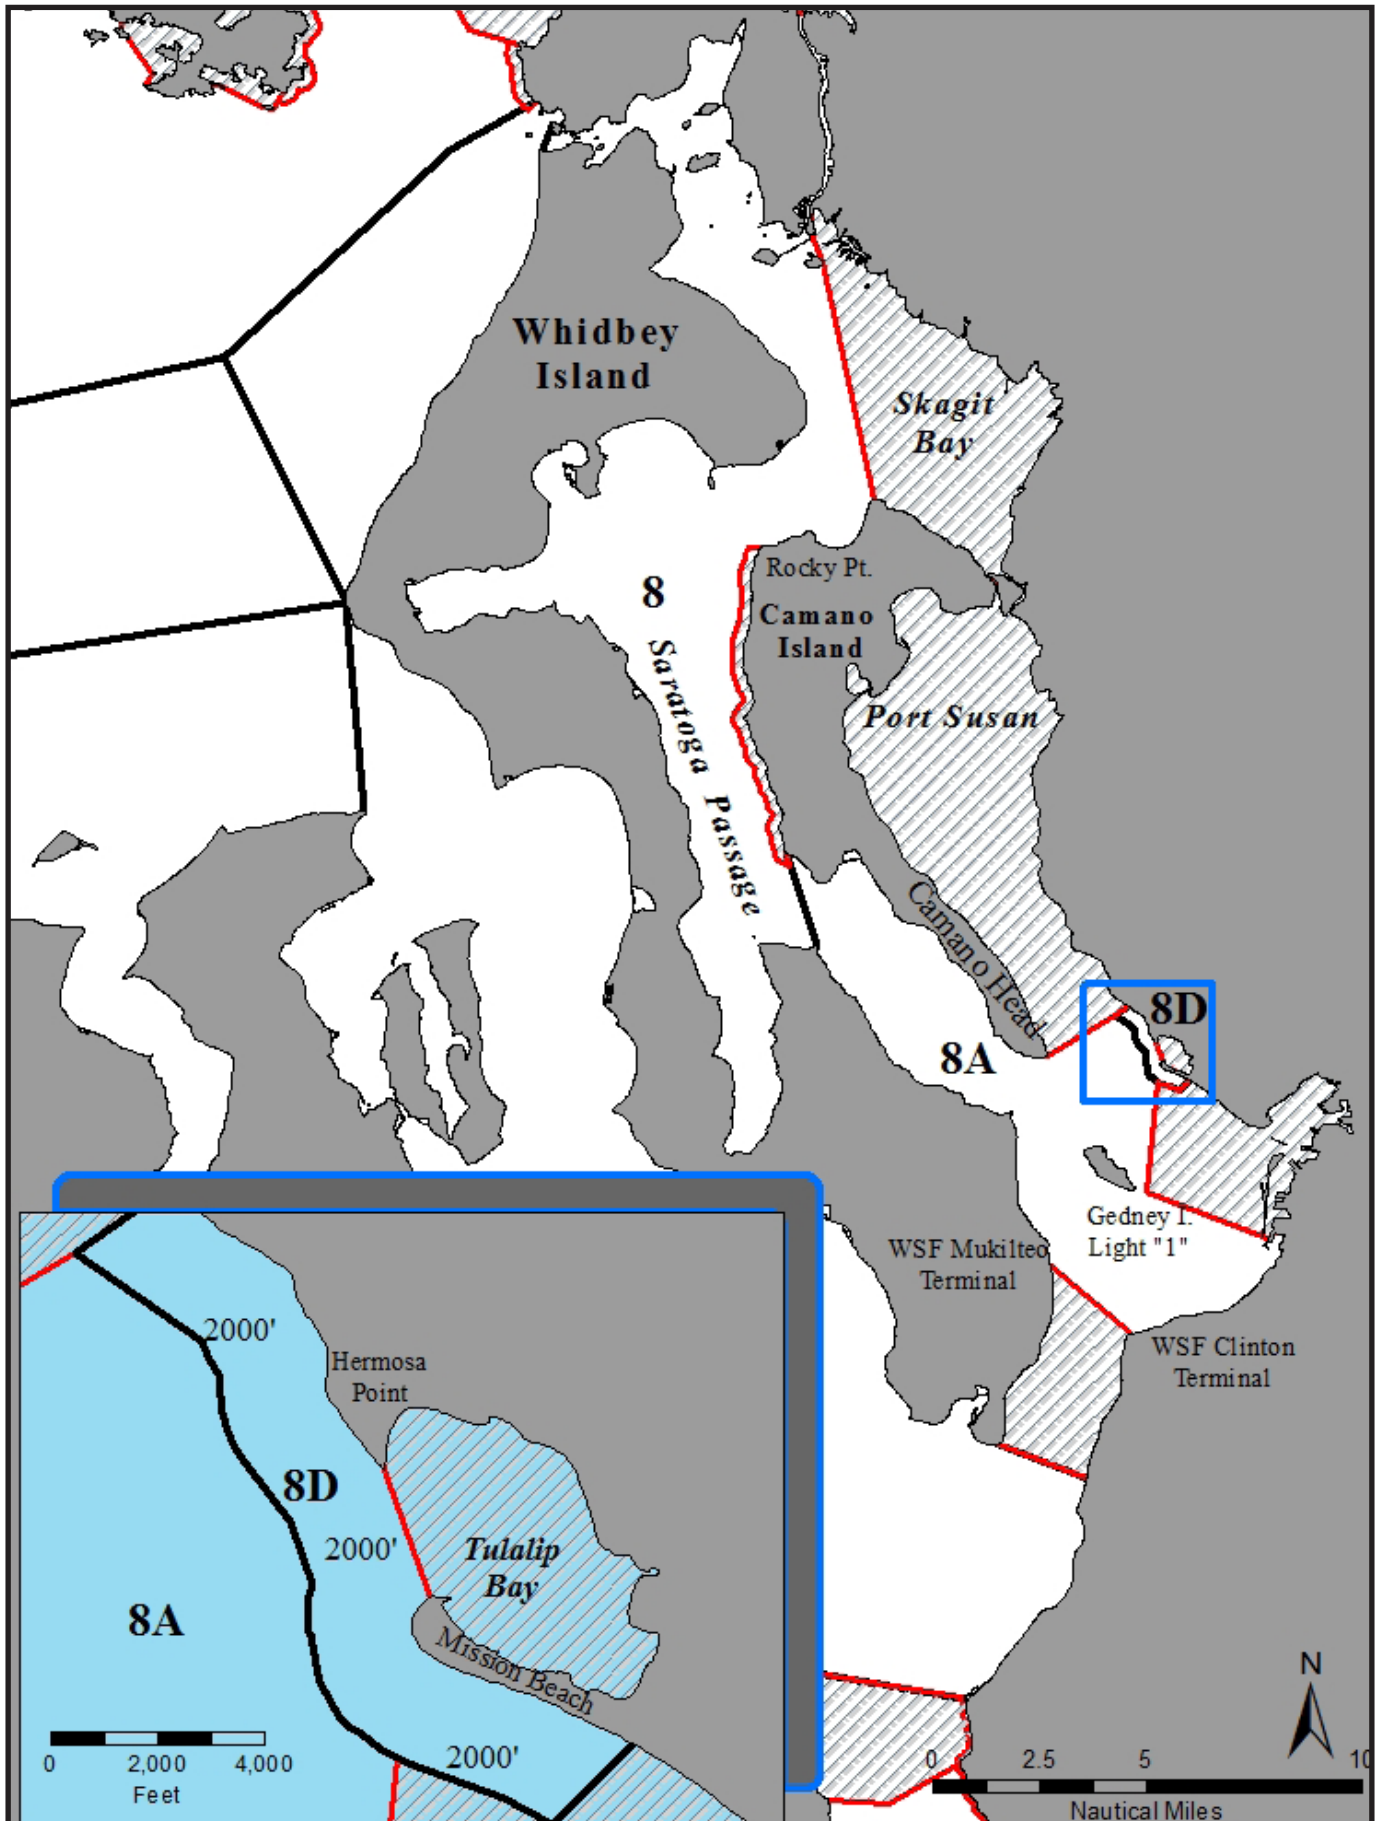 Whidbey
Island
Skagit
Bay
Rocky Pt.
8
Camano
Island
Saratoga Passage
Port Susan
Camano Head
8D
8A
Gedney I.
Light "1"
WSF Mukilteo
Terminal
WSF Clinton
Terminal
2000'
Hermosa
Point
8D
2000'
Tulalip
Bay
8A
Mission Beach
2000'
0 2,000 4,000
Feet
N
0 2.5 5 10
Nautical Miles